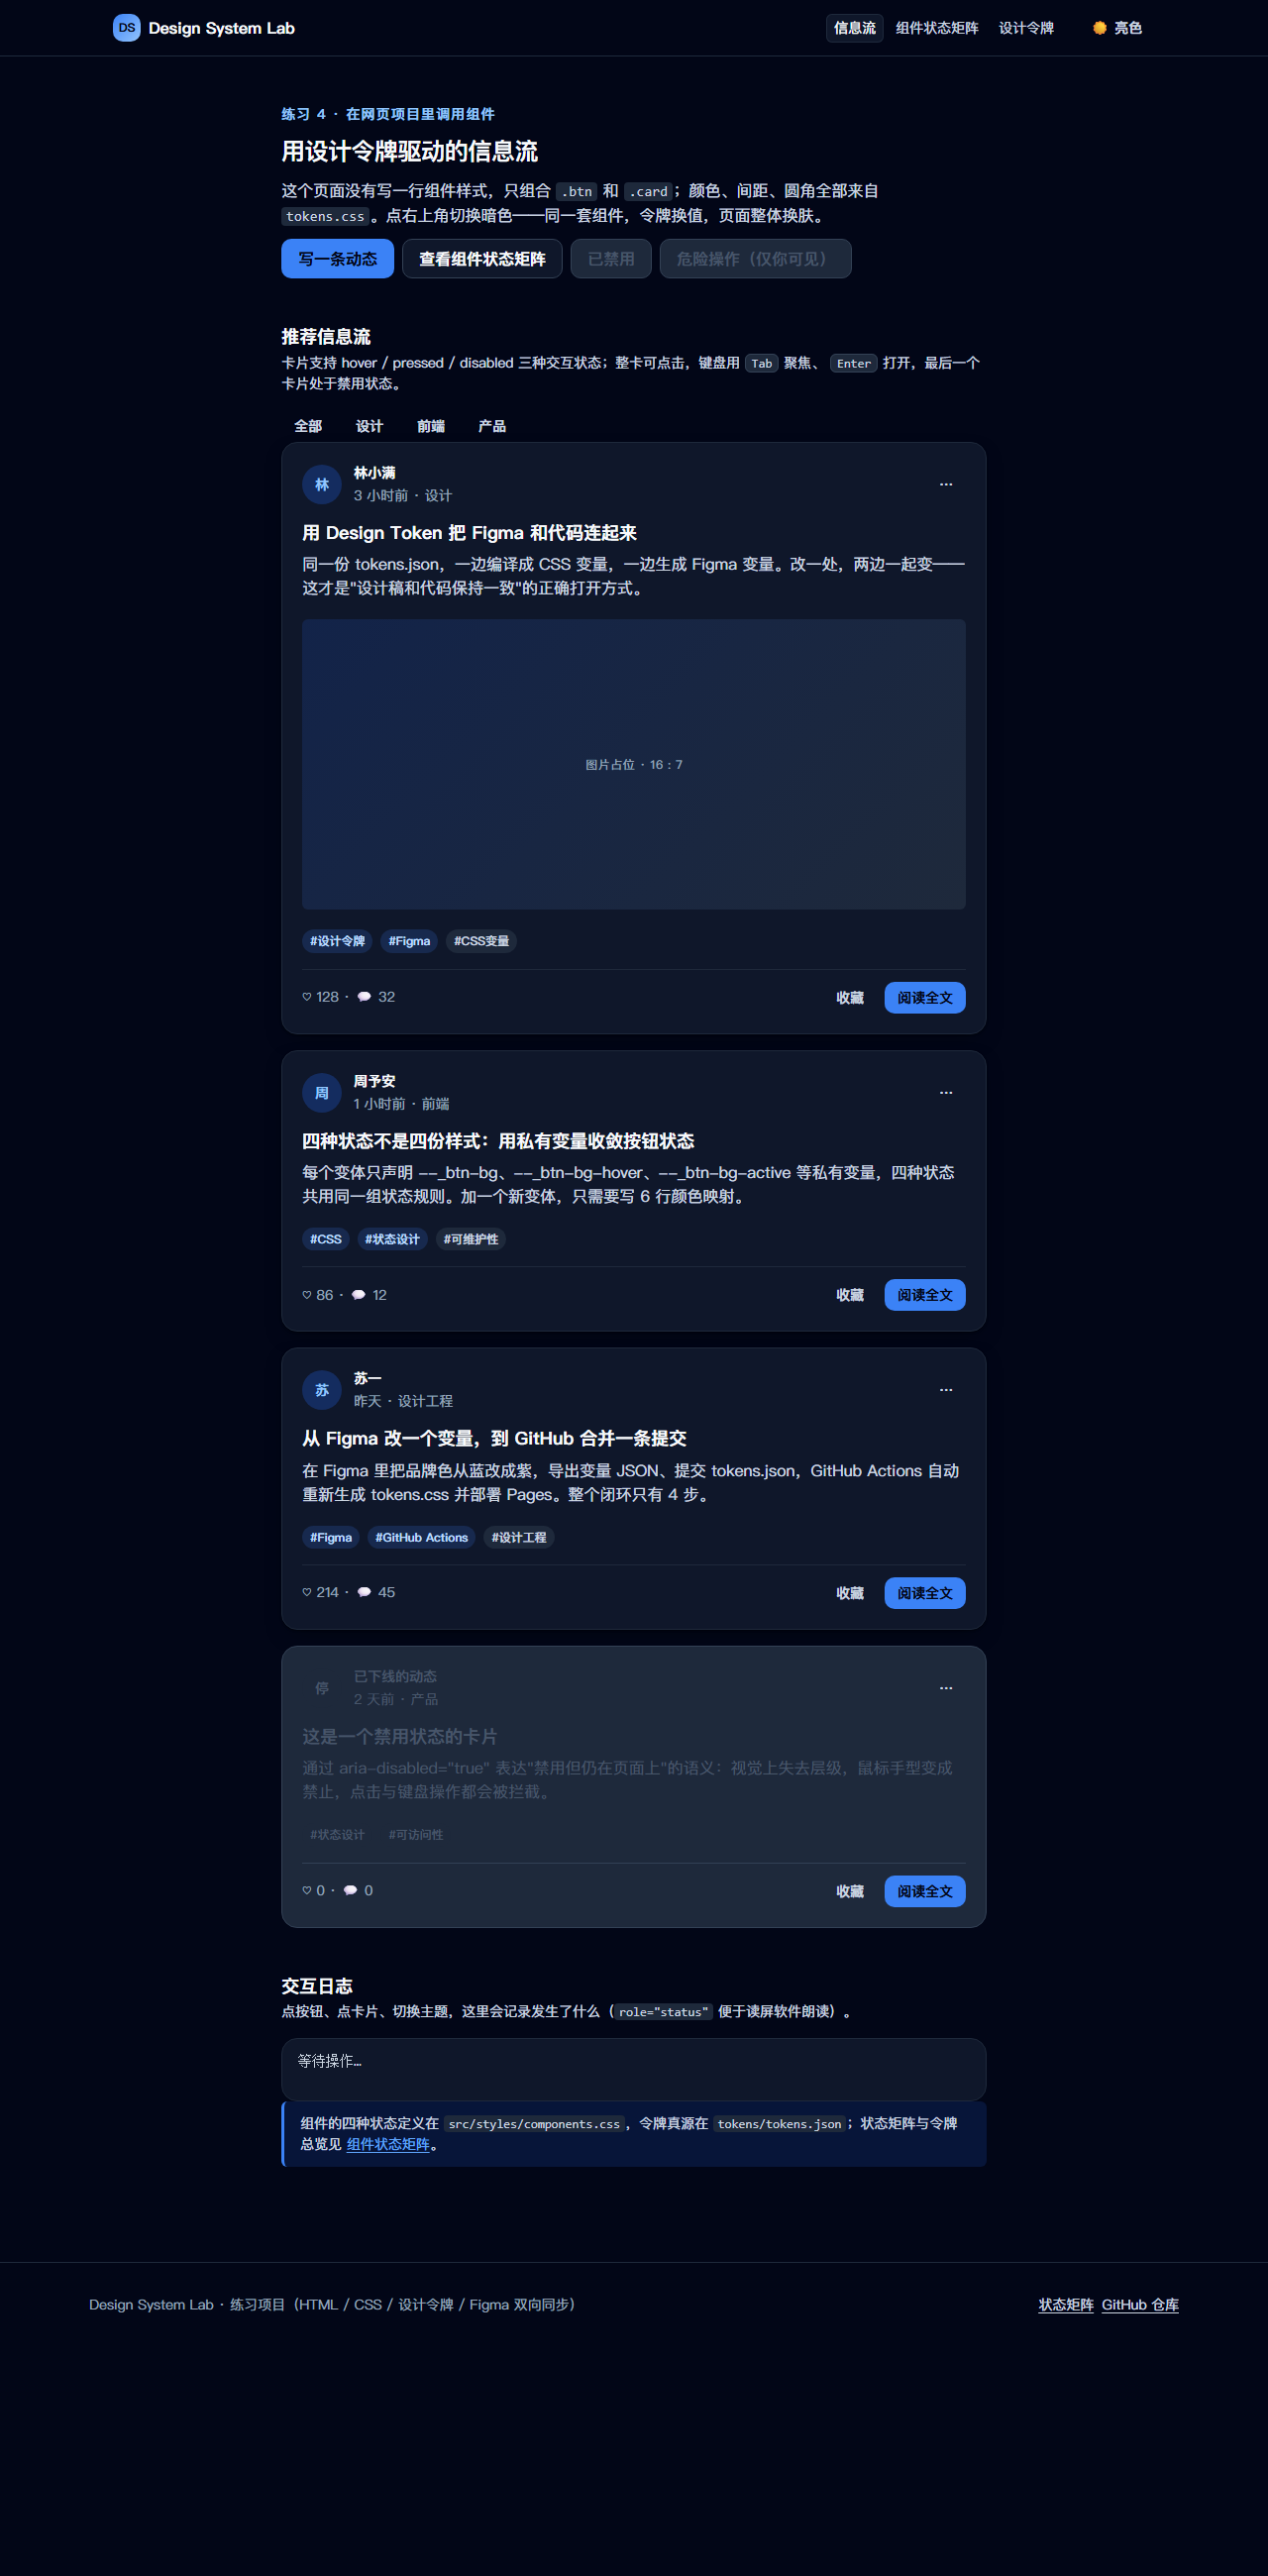 DS Design System Lab 信息流 组件状态矩阵 设计令牌 亮色
练习 4 · 在网页项目里调用组件
用设计令牌驱动的信息流
这个页面没有写一行组件样式，只组合 .btn 和 .card；颜色、间距、圆角全部来自
tokens.css。点右上角切换暗色——同一套组件，令牌换值，页面整体换肤。
写一条动态 查看组件状态矩阵 已禁用 危险操作（仅你可见）
推荐信息流
卡片支持 hover / pressed / disabled 三种交互状态；整卡可点击，键盘用 Tab 聚焦、 Enter 打开，最后一个
卡片处于禁用状态。
全部 设计 前端 产品
林 林小满
3 小时前 · 设计
···
用 Design Token 把 Figma 和代码连起来
同一份 tokens.json，一边编译成 CSS 变量，一边生成 Figma 变量。改一处，两边一起变——
这才是"设计稿和代码保持一致"的正确打开方式。
图片占位 · 16 : 7
#设计令牌 #Figma #CSS变量
♡ 128 · 💬 32 收藏 阅读全文
周 周予安
1 小时前 · 前端
···
四种状态不是四份样式：用私有变量收敛按钮状态
每个变体只声明 --_btn-bg、--_btn-bg-hover、--_btn-bg-active 等私有变量，四种状态
共用同一组状态规则。加一个新变体，只需要写 6 行颜色映射。
#CSS #状态设计 #可维护性
♡ 86 · 💬 12 收藏 阅读全文
苏 苏一
昨天 · 设计工程
···
从 Figma 改一个变量，到 GitHub 合并一条提交
在 Figma 里把品牌色从蓝改成紫，导出变量 JSON、提交 tokens.json，GitHub Actions 自动
重新生成 tokens.css 并部署 Pages。整个闭环只有 4 步。
#Figma #GitHub Actions #设计工程
♡ 214 · 💬 45 收藏 阅读全文
停 已下线的动态
2 天前 · 产品
···
这是一个禁用状态的卡片
通过 aria-disabled="true" 表达"禁用但仍在页面上"的语义：视觉上失去层级，鼠标手型变成
禁止，点击与键盘操作都会被拦截。
#状态设计 #可访问性
♡ 0 · 💬 0 收藏 阅读全文
交互日志
点按钮、点卡片、切换主题，这里会记录发生了什么（role="status" 便于读屏软件朗读）。
等待操作…
组件的四种状态定义在 src/styles/components.css，令牌真源在 tokens/tokens.json；状态矩阵与令牌
总览见 组件状态矩阵。
Design System Lab · 练习项目（HTML / CSS / 设计令牌 / Figma 双向同步） 状态矩阵 GitHub 仓库